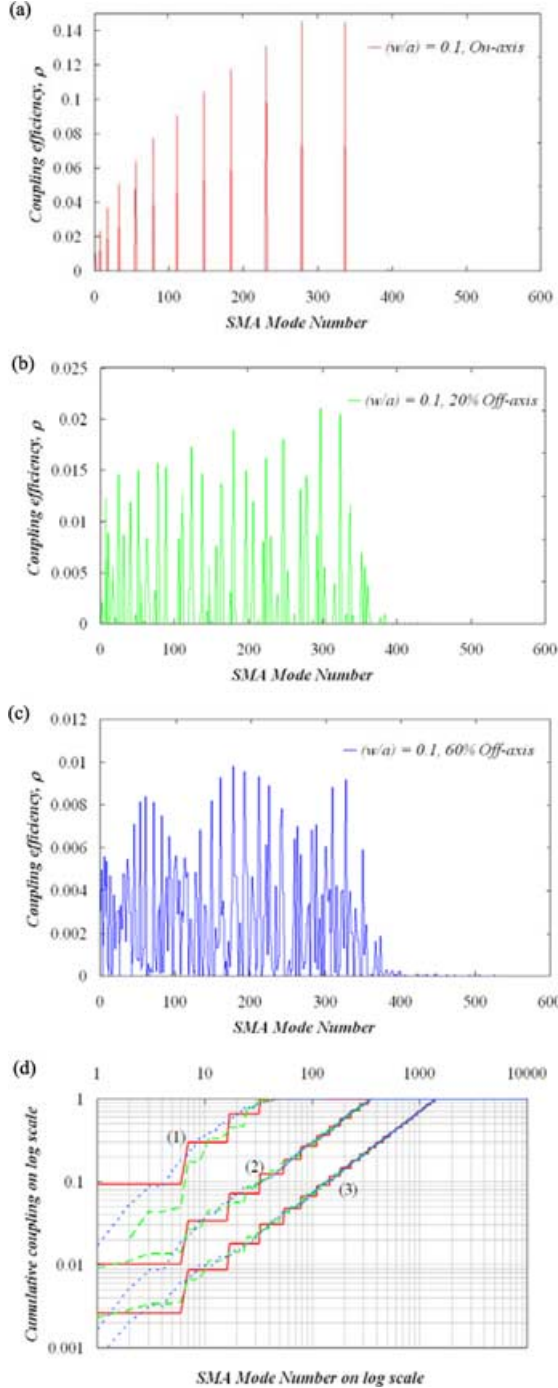 (a)
0.14
0.12
0.1
0.08
0.06
0.04
0.02
0
Coupling efficiency, ρ
(w/a) = 0.1, On-axis
0 100 200 300 400 500 600
SMA Mode Number
(b)
0.025
0.02
0.015
0.01
0.005
0
Coupling efficiency, ρ
(w/a) = 0.1, 20% Off-axis
0 100 200 300 400 500 600
SMA Mode Number
(c)
0.012
0.01
0.008
0.006
0.004
0.002
0
Coupling efficiency, ρ
(w/a) = 0.1, 60% Off-axis
0 100 200 300 400 500 600
SMA Mode Number
(d)
1 10 100 1000 10000
1
0.1
0.01
0.001
Cumulative coupling on log scale
(1)
(2)
(3)
SMA Mode Number on log scale